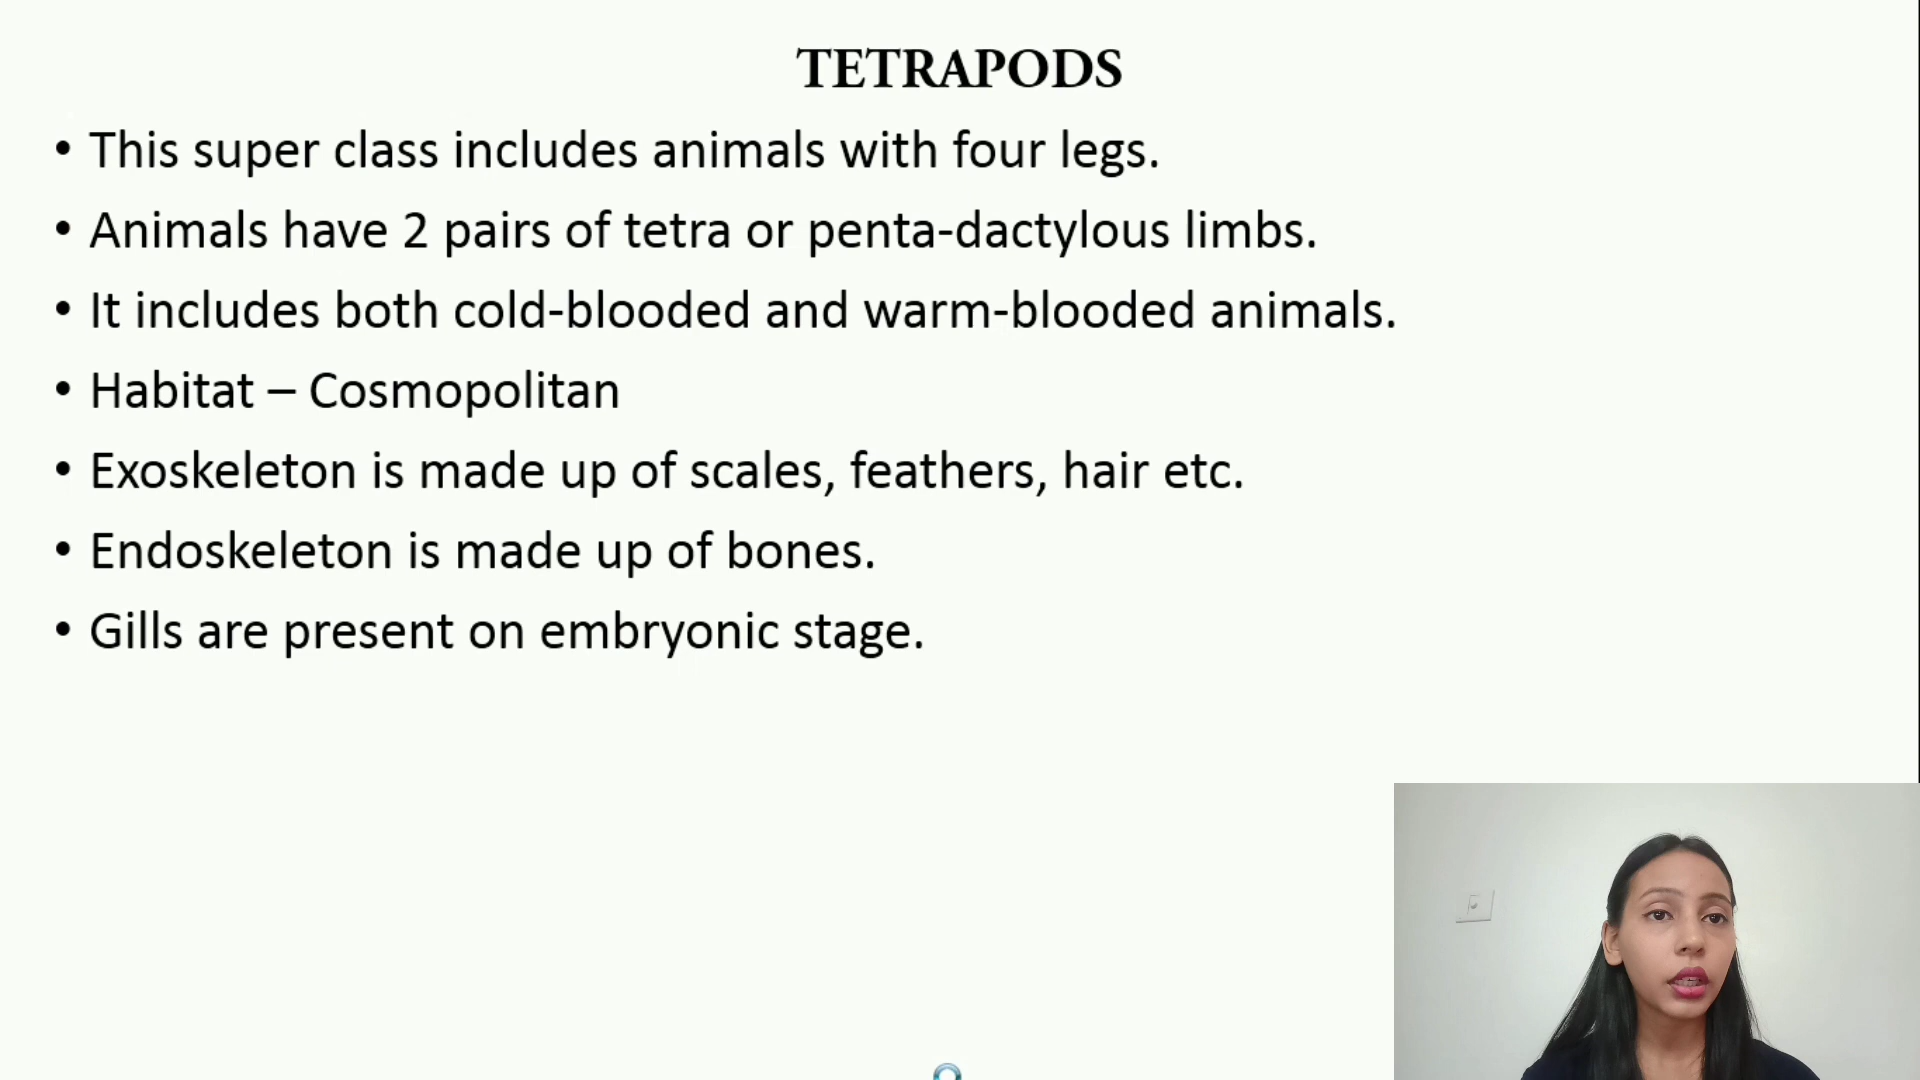 TETRAPODS
• This super class includes animals with four legs.
• Animals have 2 pairs of tetra or penta-dactylous limbs.
• It includes both cold-blooded and warm-blooded animals.
• Habitat – Cosmopolitan
• Exoskeleton is made up of scales, feathers, hair etc.
• Endoskeleton is made up of bones.
• Gills are present on embryonic stage.